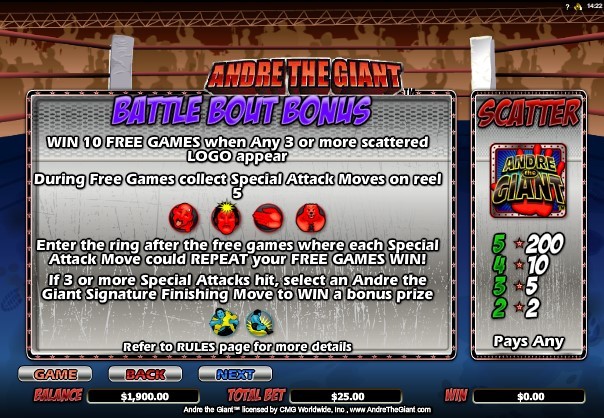 ? 14:22
ANDRE THE GIANT™
BATTLE BOUT BONUS
WIN 10 FREE GAMES when Any 3 or more scattered
LOGO appear
During Free Games collect Special Attack Moves on reel
5
Enter the ring after the free games where each Special
Attack Move could REPEAT your FREE GAMES WIN!
If 3 or more Special Attacks hit, select an Andre the
Giant Signature Finishing Move to WIN a bonus prize
Refer to RULES page for more details
SCATTER
ANDRE
the
GIANT
5 ★ 200
4 ★ 10
3 ★ 5
2 ★ 2
Pays Any
GAME BACK NEXT
BALANCE $1,900.00 TOTAL BET $25.00 WIN $0.00
Andre the Giant™ licensed by CMG Worldwide, Inc , www.AndreTheGiant.com